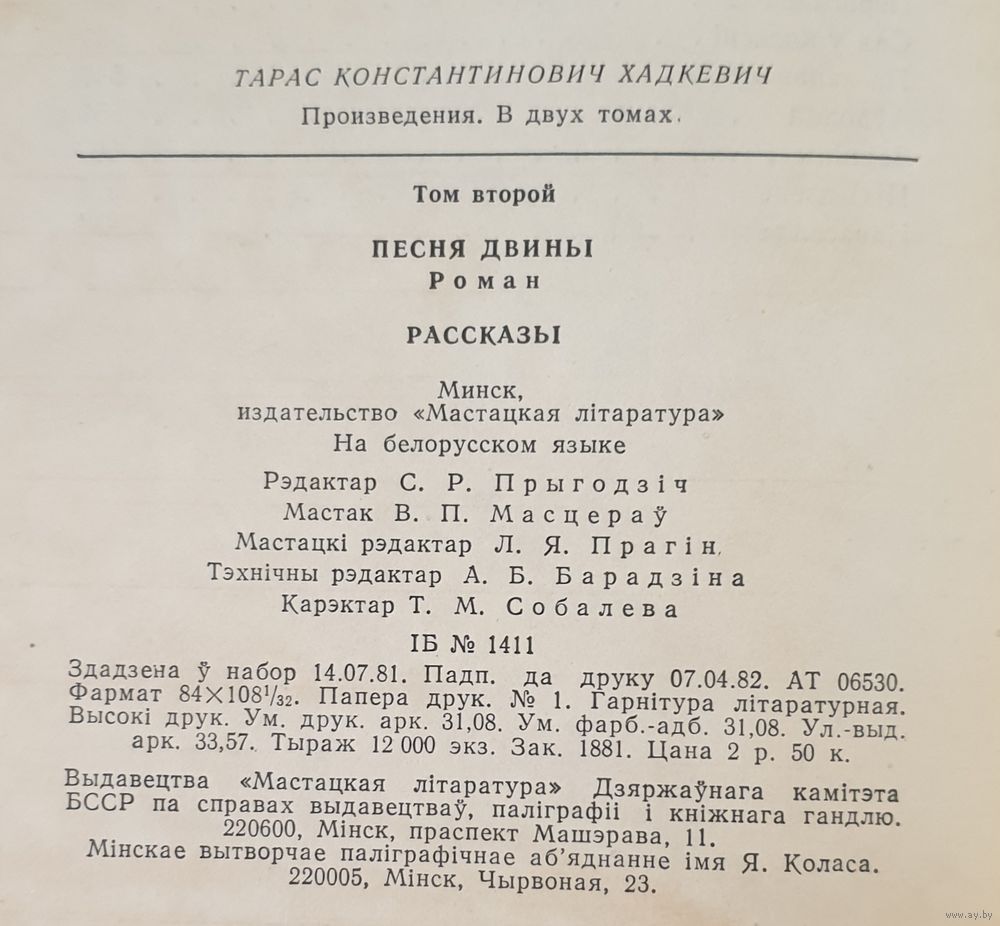 ТАРАС КОНСТАНТИНОВИЧ ХАДКЕВИЧ
Произведения. В двух томах.
Том второй
ПЕСНЯ ДВИНЫ
Роман
РАССКАЗЫ
Минск,
издательство «Мастацкая літаратура»
На белорусском языке
Рэдактар С. Р. Прыгодзіч
Мастак В. П. Масцераў
Мастацкі рэдактар Л. Я. Прагін.
Тэхнічны рэдактар А. Б. Барадзіна
Карэктар Т. М. Собалева
ІБ № 1411
Здадзена ў набор 14.07.81. Падп. да друку 07.04.82. АТ 06530.
Фармат 84×108¹/₃₂. Папера друк. № 1. Гарнітура літаратурная.
Высокі друк. Ум. друк. арк. 31,08. Ум. фарб.-адб. 31,08. Ул.-выд.
арк. 33,57. Тыраж 12 000 экз. Зак. 1881. Цана 2 р. 50 к.
Выдавецтва «Мастацкая літаратура» Дзяржаўнага камітэта
БССР па справах выдавецтваў, паліграфіі і кніжнага гандлю.
220600, Мінск, праспект Машэрава, 11.
Мінскае вытворчае паліграфічнае аб’яднанне імя Я. Коласа.
220005, Мінск, Чырвоная, 23.
www.ay.by